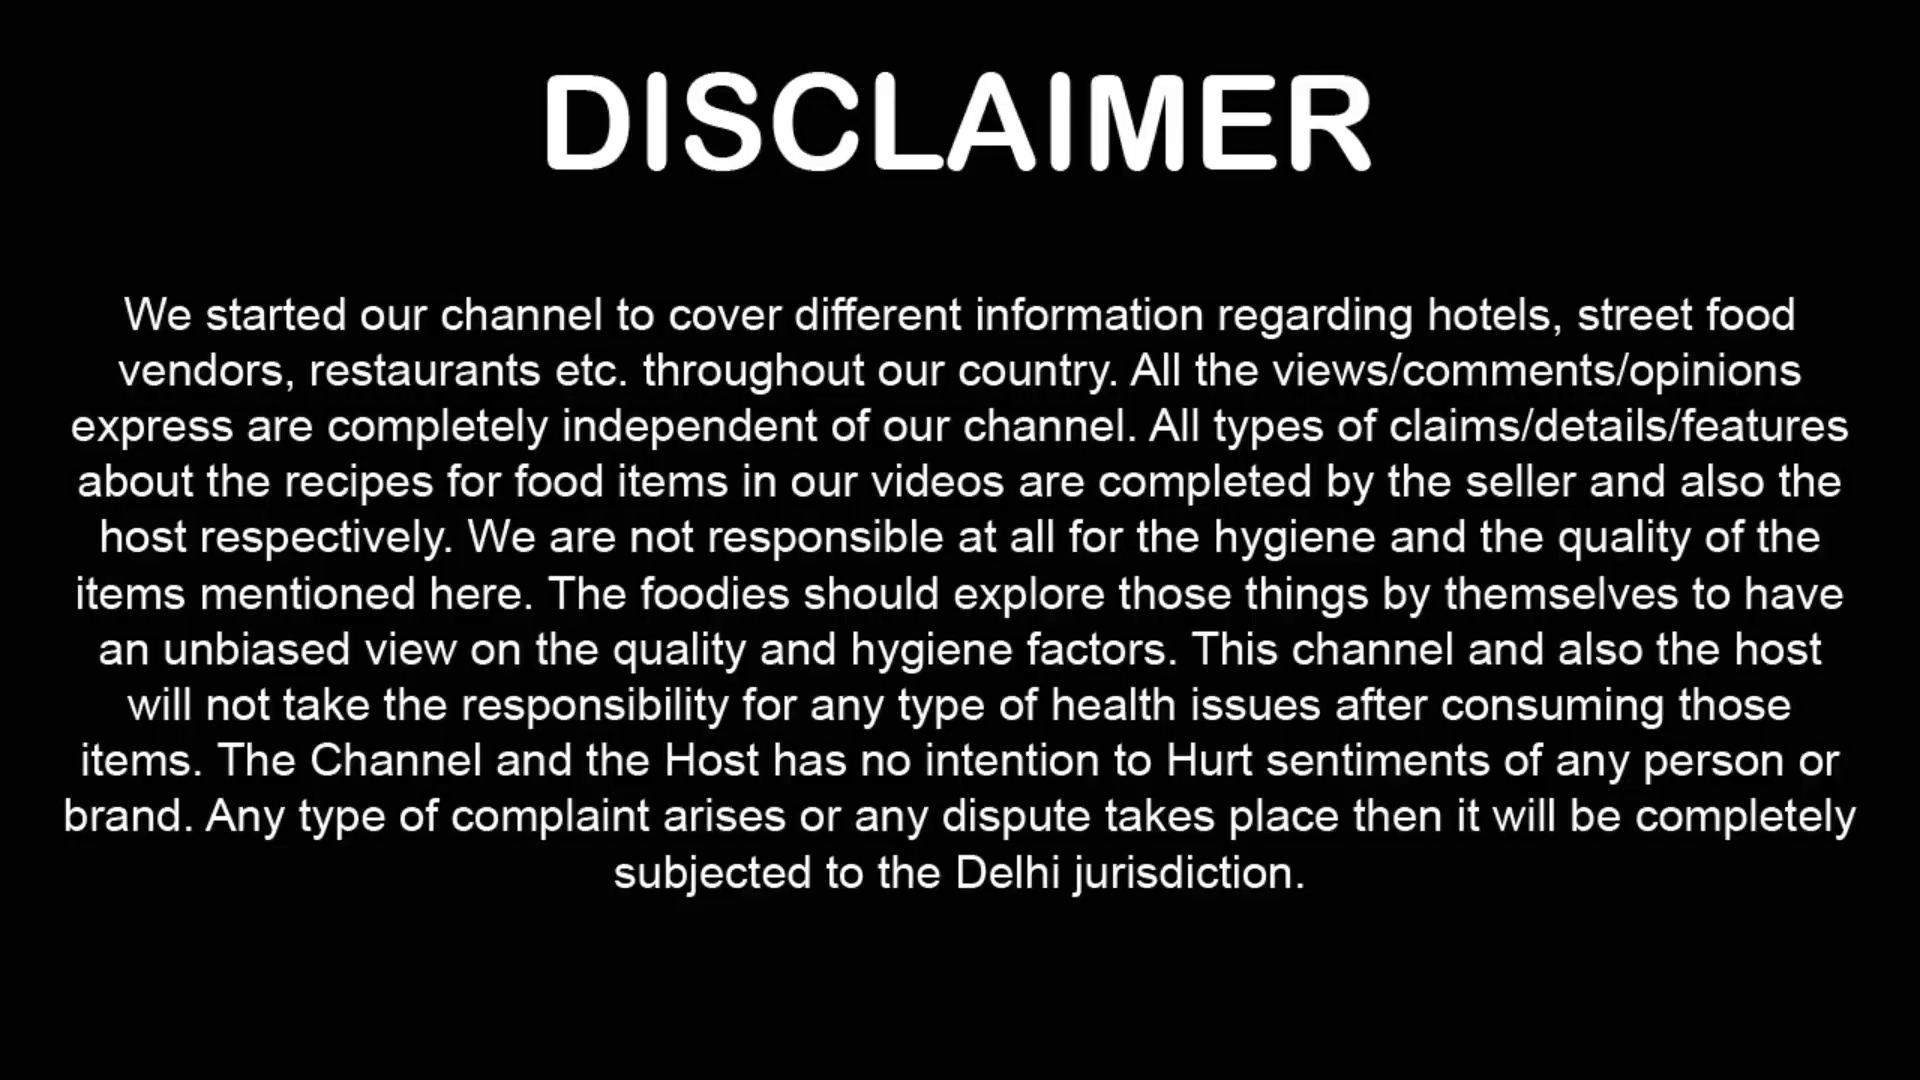 DISCLAIMER
We started our channel to cover different information regarding hotels, street food
vendors, restaurants etc. throughout our country. All the views/comments/opinions
express are completely independent of our channel. All types of claims/details/features
about the recipes for food items in our videos are completed by the seller and also the
host respectively. We are not responsible at all for the hygiene and the quality of the
items mentioned here. The foodies should explore those things by themselves to have
an unbiased view on the quality and hygiene factors. This channel and also the host
will not take the responsibility for any type of health issues after consuming those
items. The Channel and the Host has no intention to Hurt sentiments of any person or
brand. Any type of complaint arises or any dispute takes place then it will be completely
subjected to the Delhi jurisdiction.